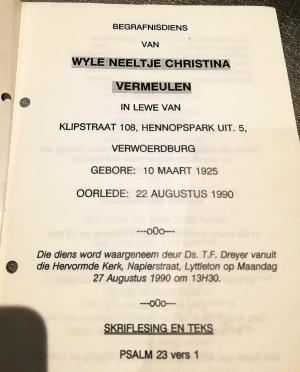 BEGRAFNISDIENS
VAN
WYLE NEELTJE CHRISTINA
VERMEULEN
IN LEWE VAN
KLIPSTRAAT 108, HENNOPSPARK UIT. 5,
VERWOERDBURG
GEBORE: 10 MAART 1925
OORLEDE: 22 AUGUSTUS 1990
---o0o---
Die diens word waargeneem deur Ds. T.F. Dreyer vanuit
die Hervormde Kerk, Napierstraat, Lyttleton op Maandag
27 Augustus 1990 om 13H30.
---o0o---
SKRIFLESING EN TEKS
PSALM 23 vers 1